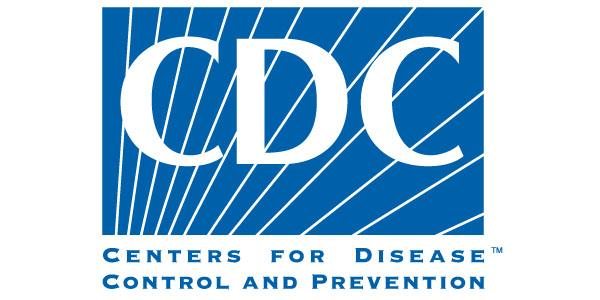 CDC
CENTERS FOR DISEASE™
CONTROL AND PREVENTION